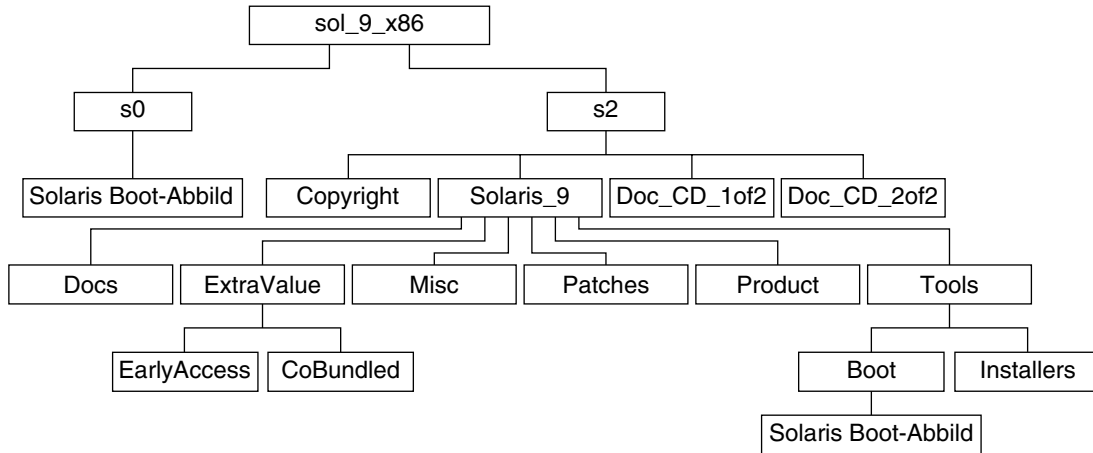 sol_9_x86
s0
s2
Solaris Boot-Abbild
Copyright
Solaris_9
Doc_CD_1of2
Doc_CD_2of2
Docs
ExtraValue
Misc
Patches
Product
Tools
EarlyAccess
CoBundled
Boot
Installers
Solaris Boot-Abbild